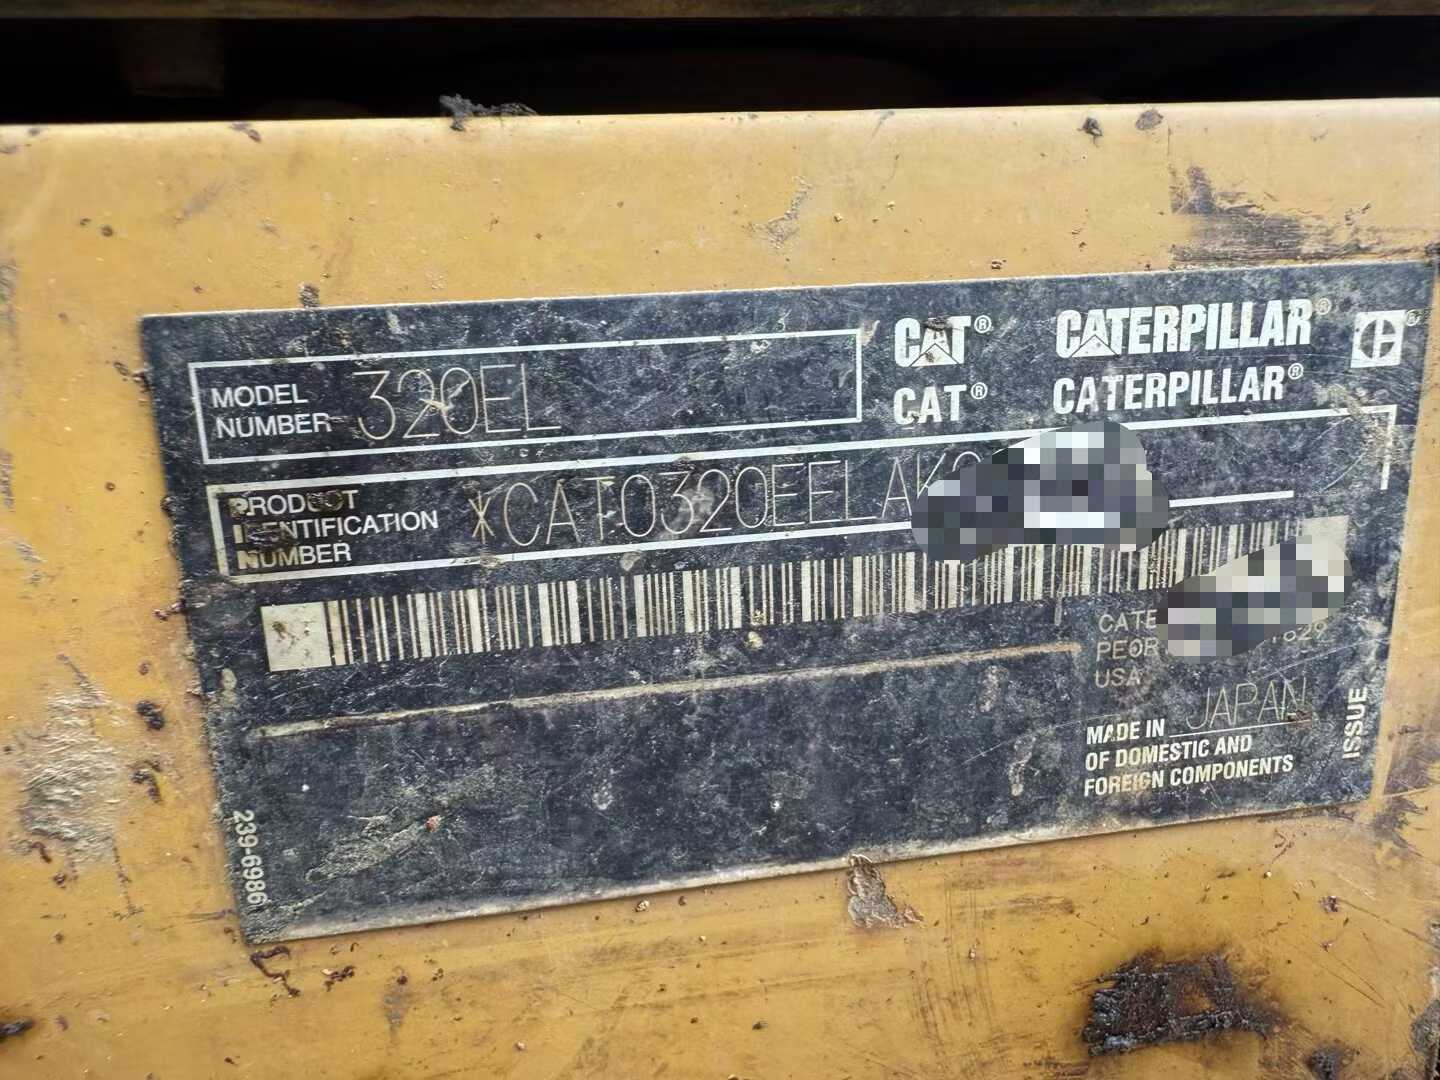 MODEL NUMBER 320EL
CAT® CATERPILLAR®
CAT® CATERPILLAR®
PRODUCT IDENTIFICATION NUMBER *CAT0320EELAK
USA
MADE IN JAPAN
OF DOMESTIC AND
FOREIGN COMPONENTS
ISSUE
239-6986